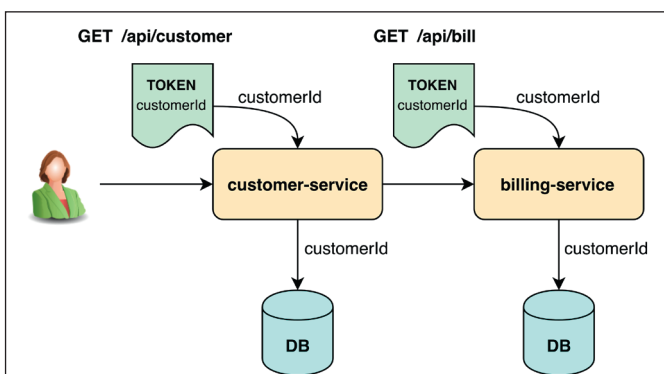 GET /api/customer
GET /api/bill
TOKEN
customerId
customerId
TOKEN
customerId
customerId
customer-service
billing-service
customerId
customerId
DB
DB